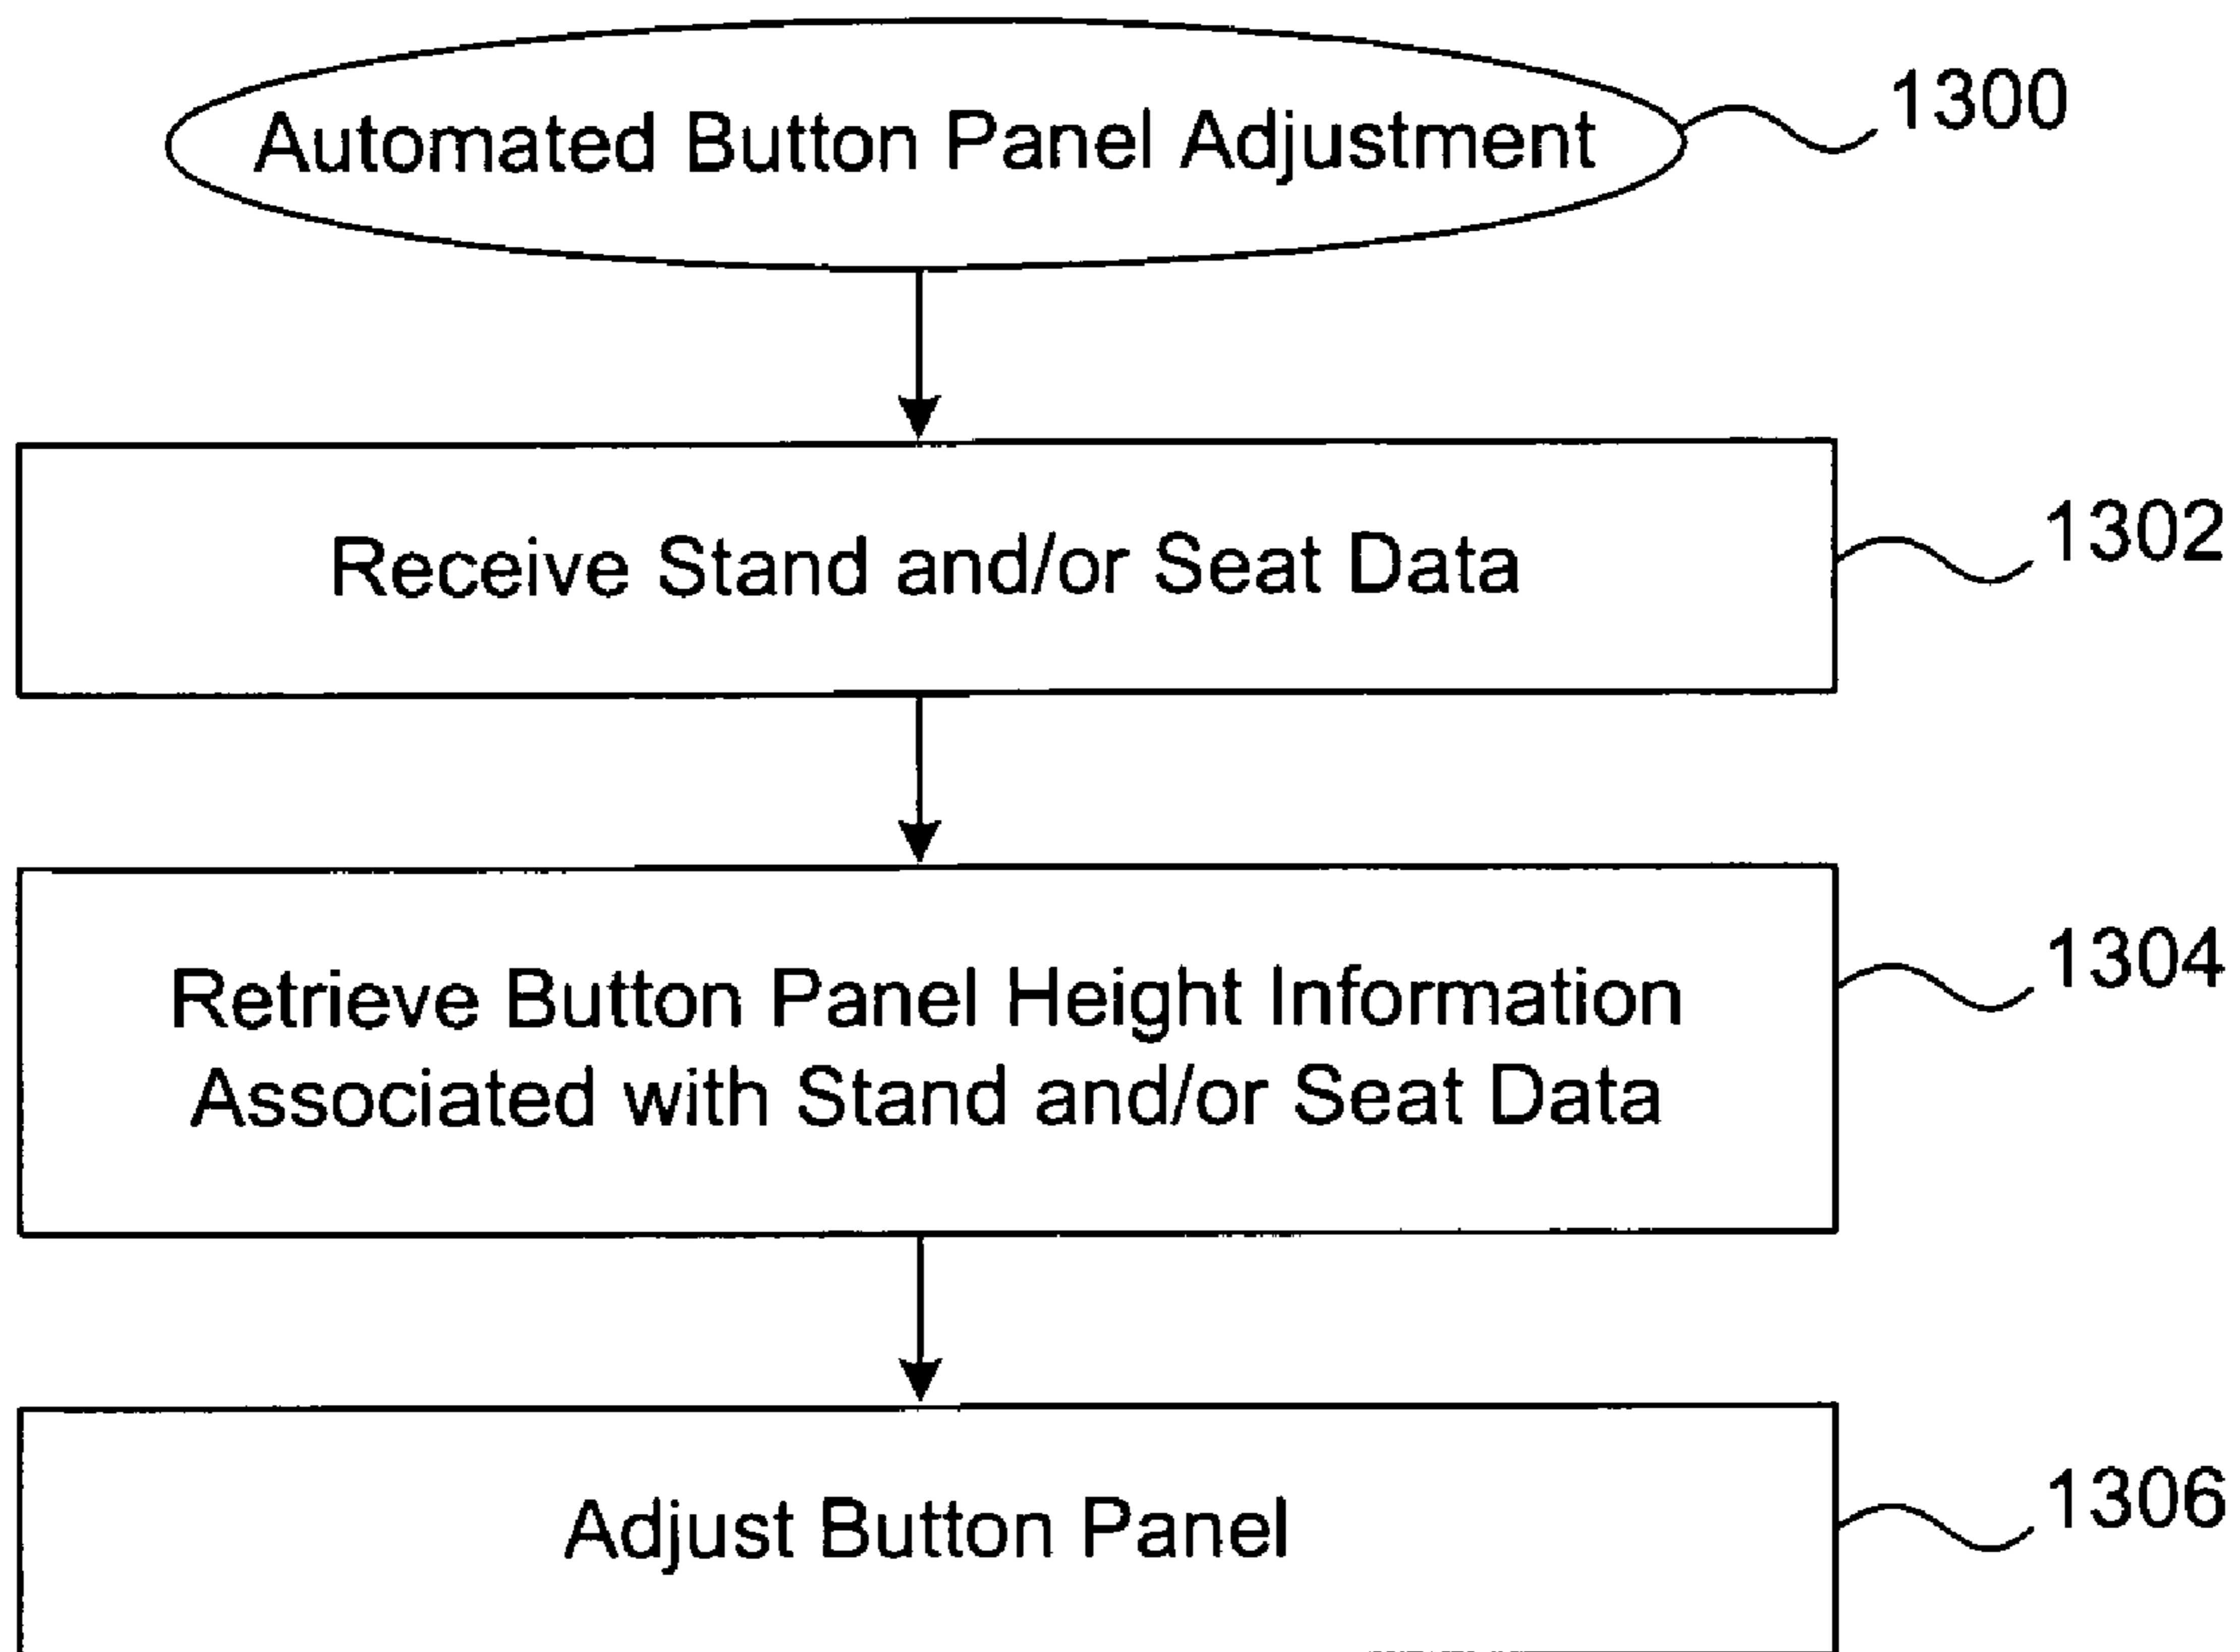 Automated Button Panel Adjustment
1300
Receive Stand and/or Seat Data
1302
Retrieve Button Panel Height Information
Associated with Stand and/or Seat Data
1304
Adjust Button Panel
1306